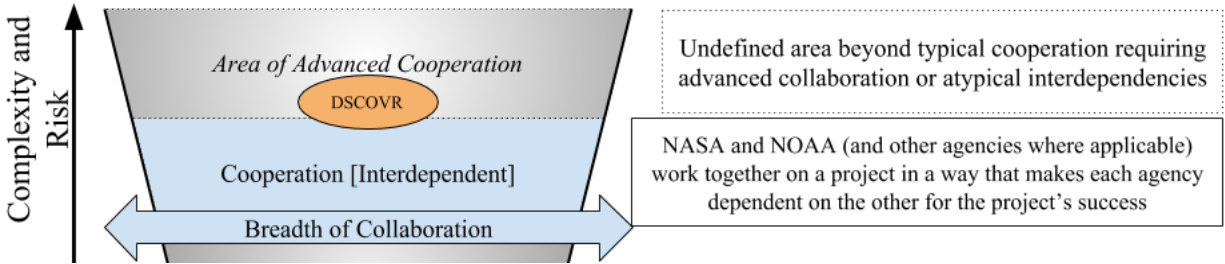 Complexity and
Risk
Area of Advanced Cooperation
DSCOVR
Undefined area beyond typical cooperation requiring
advanced collaboration or atypical interdependencies
Cooperation [Interdependent]
NASA and NOAA (and other agencies where applicable)
work together on a project in a way that makes each agency
dependent on the other for the project’s success
Breadth of Collaboration